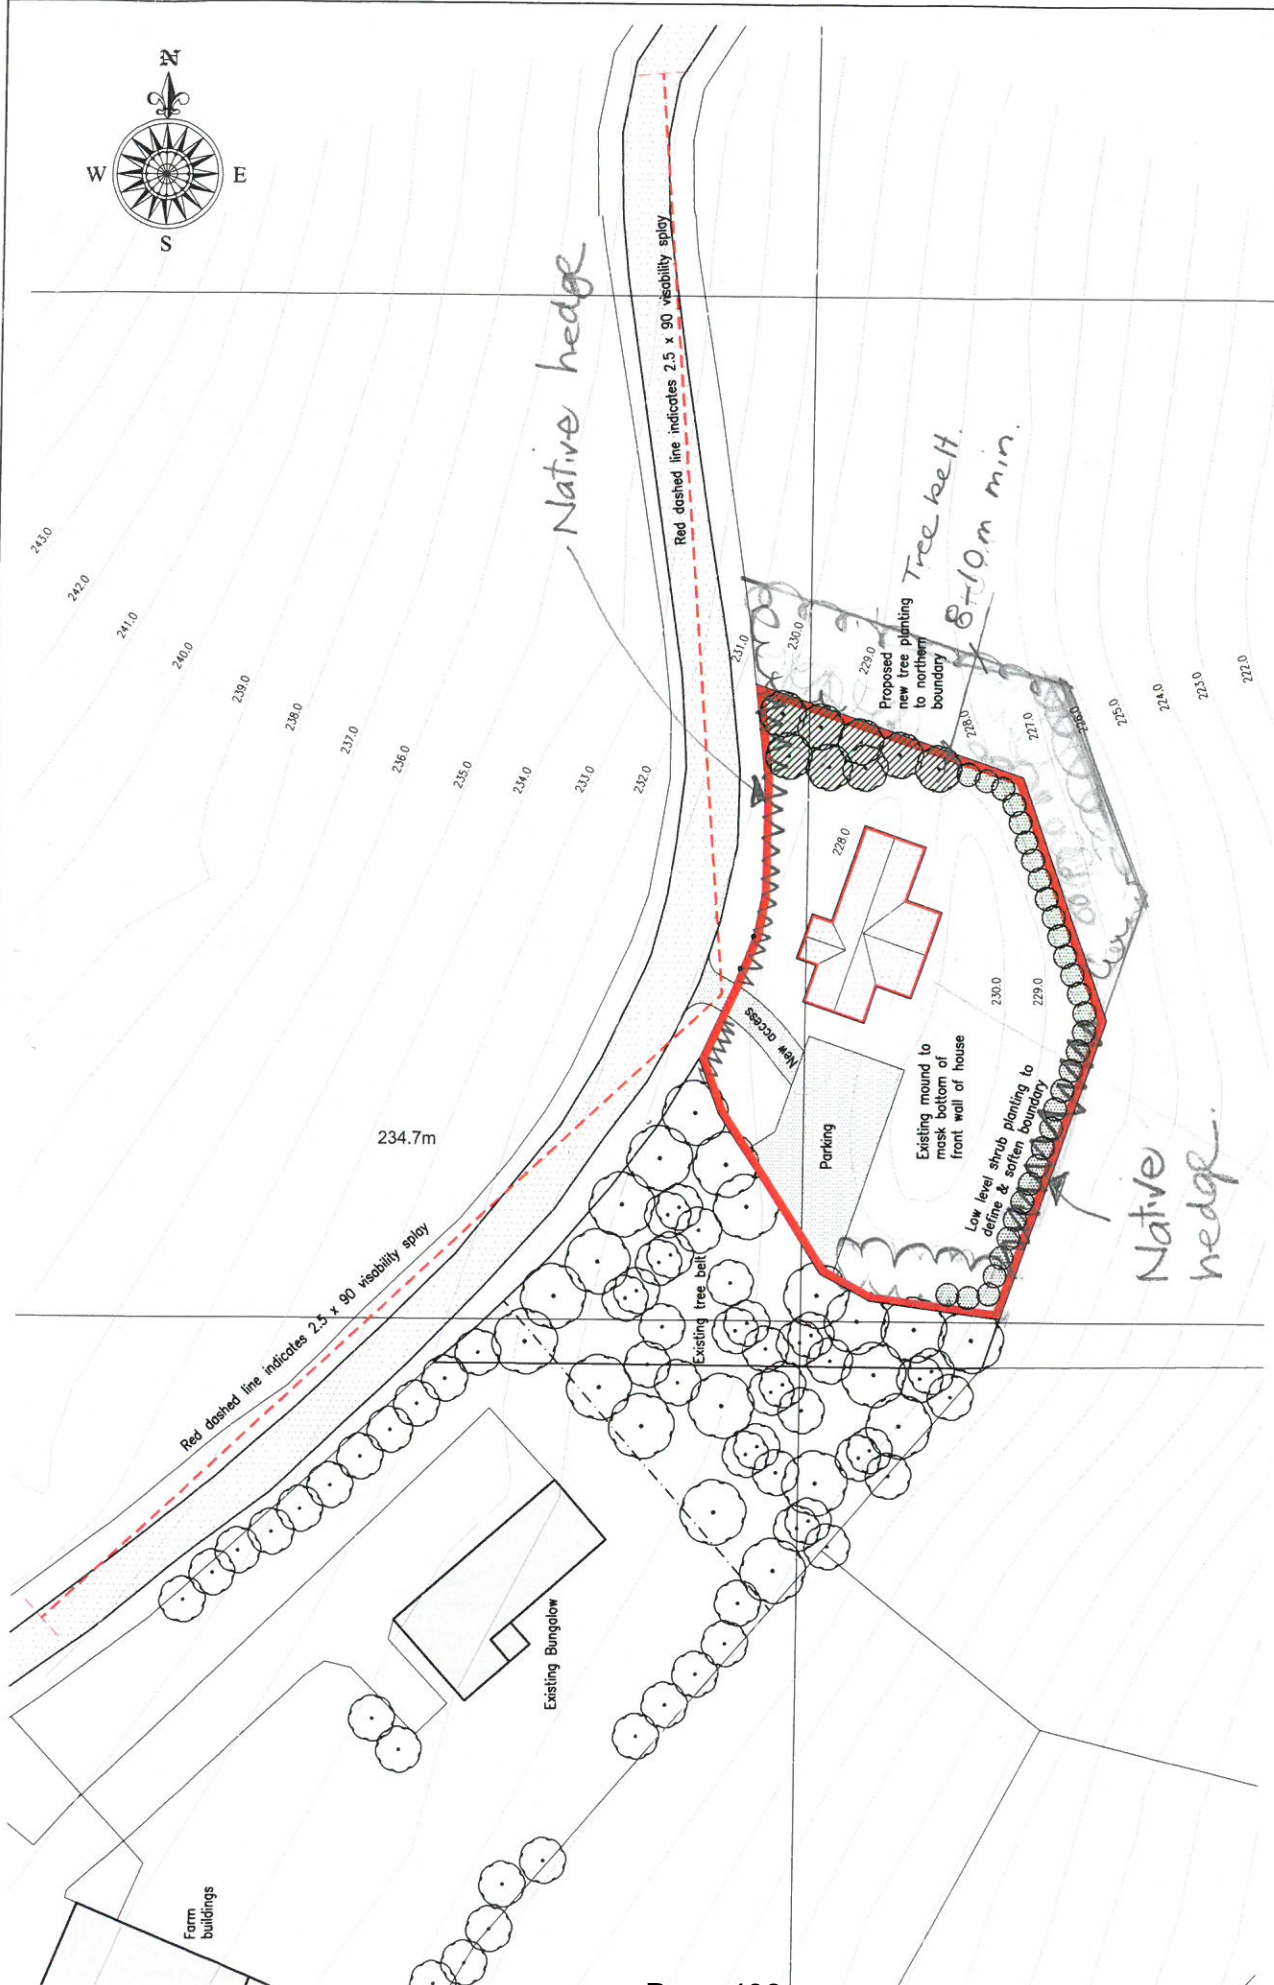 N
W
E
S
Native hedge
Red dashed line indicates 2.5 x 90 visability splay
243.0
242.0
241.0
240.0
239.0
238.0
237.0
236.0
235.0
234.0
233.0
232.0
231.0
230.0
229.0
228.0
227.0
226.0
225.0
224.0
223.0
222.0
Tree belt.
8-10m min.
Proposed
new tree planting
to northern
boundary
228.0
230.0
229.0
New access
Parking
Existing mound to
mask bottom of
front wall of house
Low level shrub planting to
define & soften boundary
Native
hedge.
234.7m
Red dashed line indicates 2.5 x 90 visability splay
Existing tree belt
Existing Bungalow
Farm
buildings